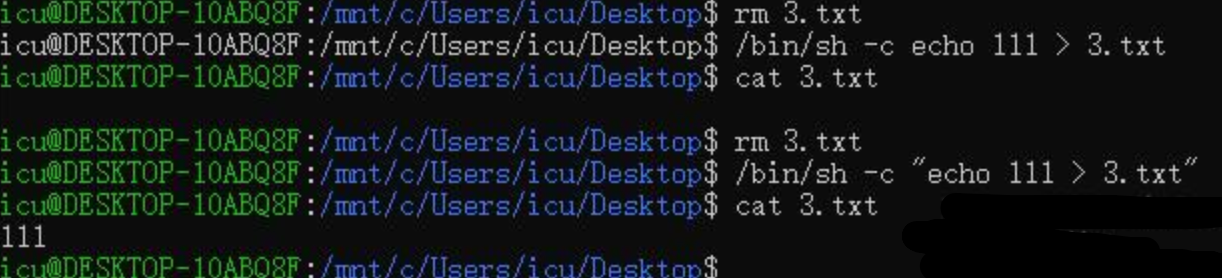 icu@DESKTOP-10ABQ8F:/mnt/c/Users/icu/Desktop$ rm 3.txt
icu@DESKTOP-10ABQ8F:/mnt/c/Users/icu/Desktop$ /bin/sh -c echo 111 > 3.txt
icu@DESKTOP-10ABQ8F:/mnt/c/Users/icu/Desktop$ cat 3.txt

icu@DESKTOP-10ABQ8F:/mnt/c/Users/icu/Desktop$ rm 3.txt
icu@DESKTOP-10ABQ8F:/mnt/c/Users/icu/Desktop$ /bin/sh -c "echo 111 > 3.txt"
icu@DESKTOP-10ABQ8F:/mnt/c/Users/icu/Desktop$ cat 3.txt
111
icu@DESKTOP-10ABQ8F:/mnt/c/Users/icu/Desktop$